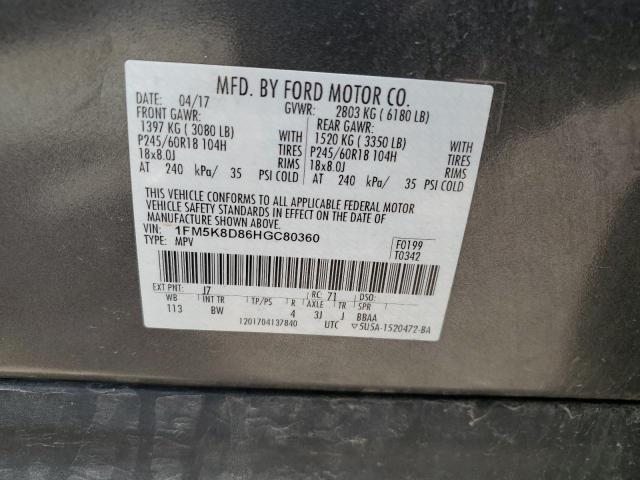 MFD. BY FORD MOTOR CO.
DATE: 04/17 GVWR: 2803 KG ( 6180 LB)
FRONT GAWR: REAR GAWR:
1397 KG ( 3080 LB) WITH 1520 KG ( 3350 LB) WITH
P245/60R18 104H TIRES P245/60R18 104H TIRES
18x8.0J RIMS 18x8.0J RIMS
AT 240 kPa/ 35 PSI COLD AT 240 kPa/ 35 PSI COLD
THIS VEHICLE CONFORMS TO ALL APPLICABLE FEDERAL MOTOR
VEHICLE SAFETY STANDARDS IN EFFECT ON THE DATE OF
MANUFACTURE SHOWN ABOVE.
VIN: 1FM5K8D86HGC80360 F0199
TYPE: MPV T0342
EXT PNT: J7 RC: 71 DSO:
WB INT TR TP/PS R AXLE TR SPR
113 BW 4 3J J BBAA
1201704137840 UTC ▽5U5A-1520472-BA